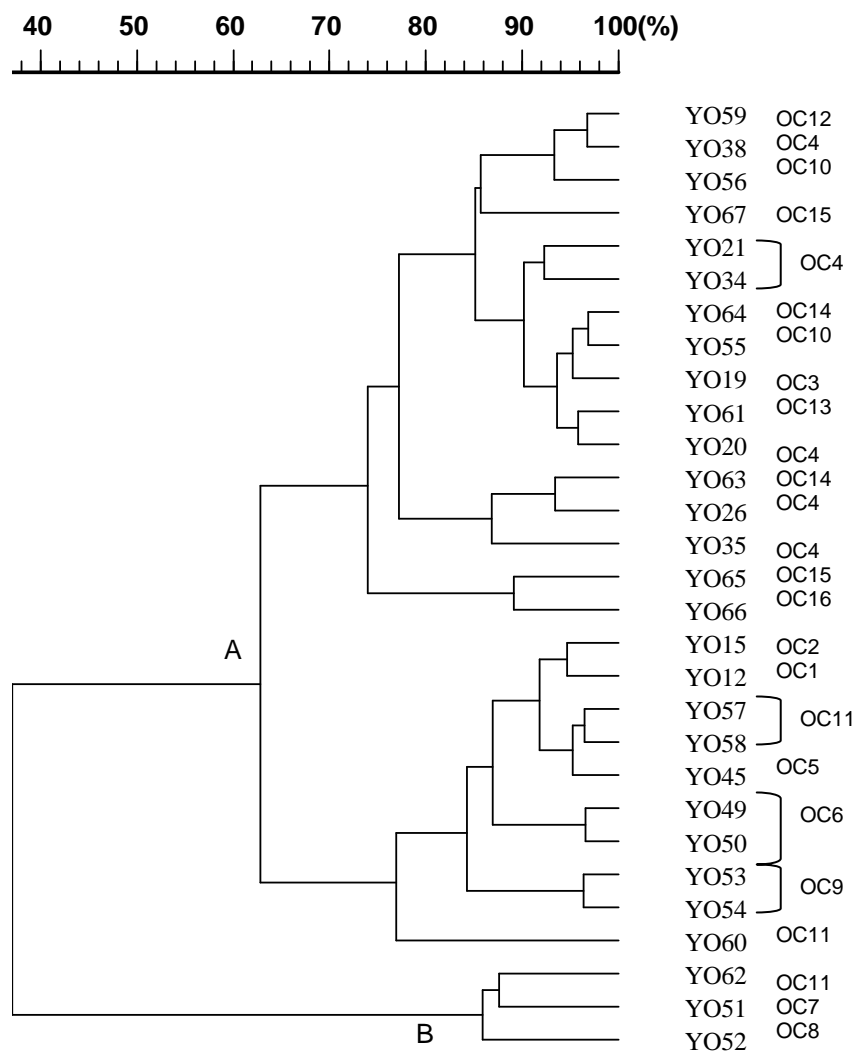 40 50 60 70 80 90 100(%)
YO59 OC12
YO38 OC4
YO56 OC10
YO67 OC15
YO21
OC4
YO34
YO64 OC14
YO55 OC10
YO19 OC3
YO61 OC13
YO20 OC4
YO63 OC14
YO26 OC4
YO35 OC4
YO65 OC15
YO66 OC16
A
YO15 OC2
YO12 OC1
YO57
OC11
YO58
YO45 OC5
YO49
OC6
YO50
YO53
OC9
YO54
YO60 OC11
YO62 OC11
YO51 OC7
B
YO52 OC8